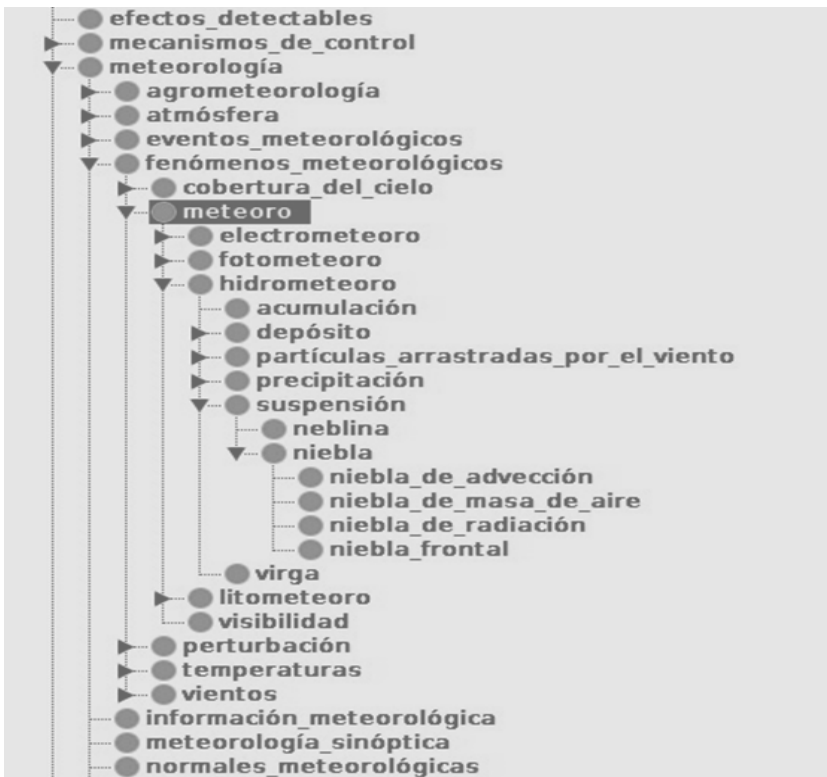 efectos_detectables
mecanismos_de_control
meteorología
agrometeorología
atmósfera
eventos_meteorológicos
fenómenos_meteorológicos
cobertura_del_cielo
meteoro
electrometeoro
fotometeoro
hidrometeoro
acumulación
depósito
partículas_arrastradas_por_el_viento
precipitación
suspensión
neblina
niebla
niebla_de_advección
niebla_de_masa_de_aire
niebla_de_radiación
niebla_frontal
virga
litometeoro
visibilidad
perturbación
temperaturas
vientos
información_meteorológica
meteorología_sinóptica
normales_meteorológicas